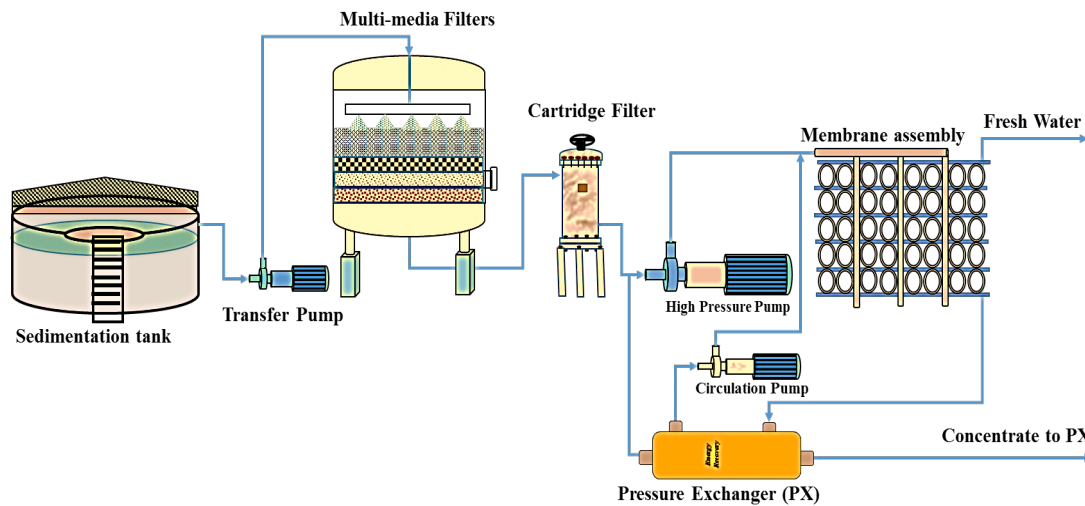 Multi-media Filters
Cartridge Filter
Fresh Water
Membrane assembly
Transfer Pump
High Pressure Pump
Sedimentation tank
Circulation Pump
Energy
Recovery
Concentrate to PX
Pressure Exchanger (PX)